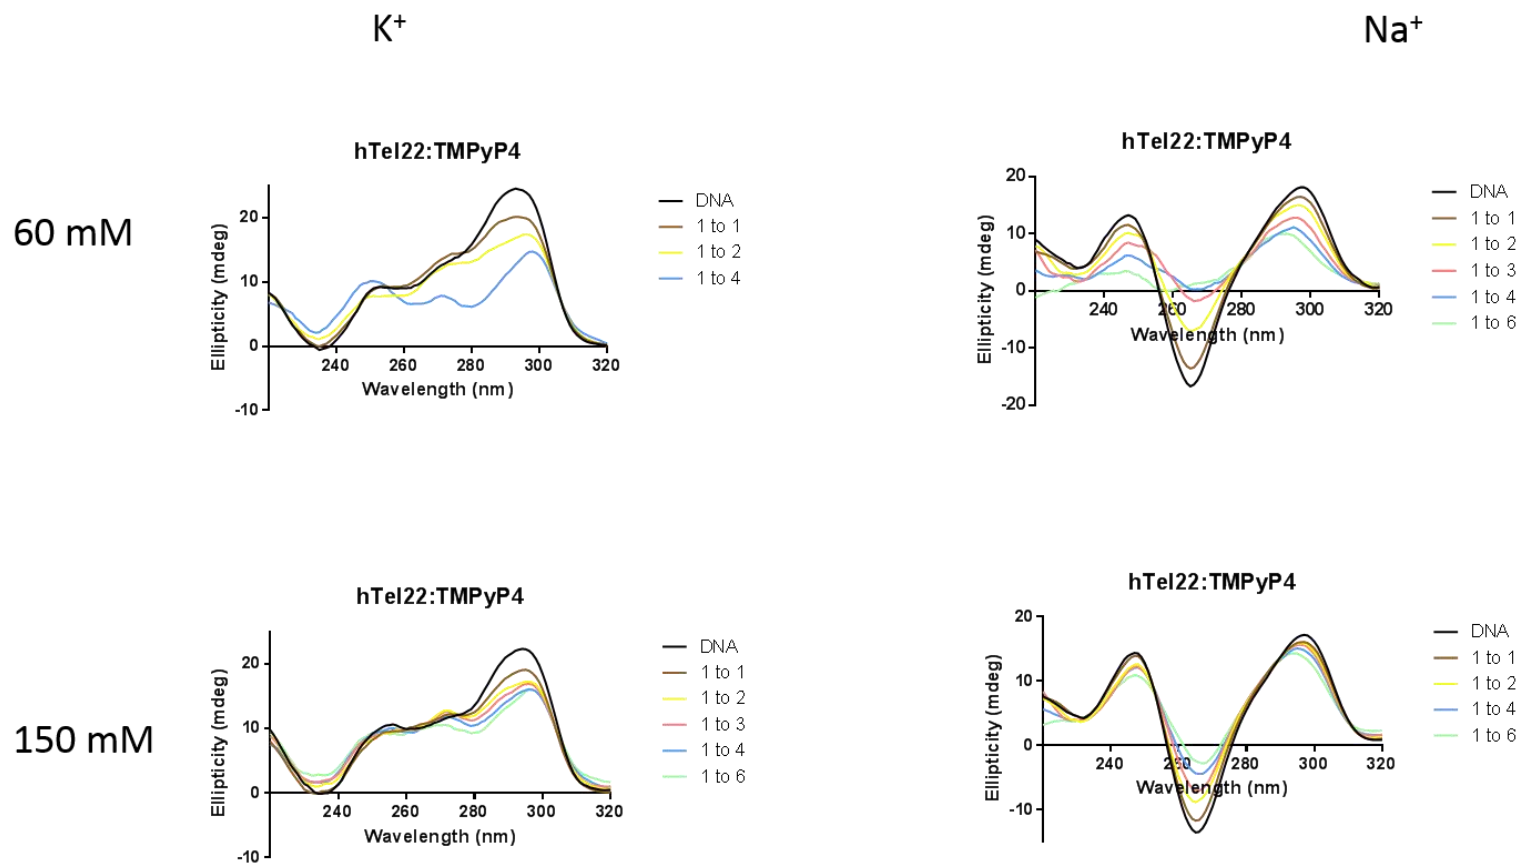 K⁺
Na⁺
60 mM
hTel22:TMPyP4
Ellipticity (mdeg)
20
10
0
-10
240
260
280
300
320
Wavelength (nm)
DNA
1 to 1
1 to 2
1 to 4
hTel22:TMPyP4
Ellipticity (mdeg)
20
10
0
-10
-20
240
260
280
300
320
Wavelength (nm)
DNA
1 to 1
1 to 2
1 to 3
1 to 4
1 to 6
150 mM
hTel22:TMPyP4
Ellipticity (mdeg)
20
10
0
-10
240
260
280
300
320
Wavelength (nm)
DNA
1 to 1
1 to 2
1 to 3
1 to 4
1 to 6
hTel22:TMPyP4
Ellipticity (mdeg)
20
10
0
-10
240
260
280
300
320
Wavelength (nm)
DNA
1 to 1
1 to 2
1 to 4
1 to 6